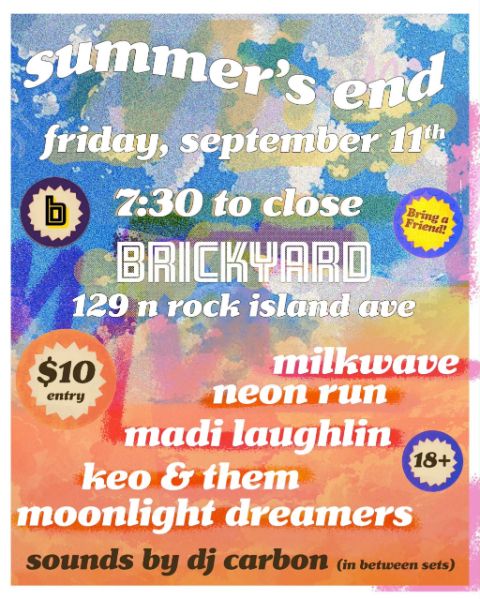 summer's end
friday, september 11th
7:30 to close
b
Bring a
Friend!
BRICKYARD
129 n rock island ave
$10
entry
milkwave
neon run
madi laughlin
18+
keo & them
moonlight dreamers
sounds by dj carbon (in between sets)